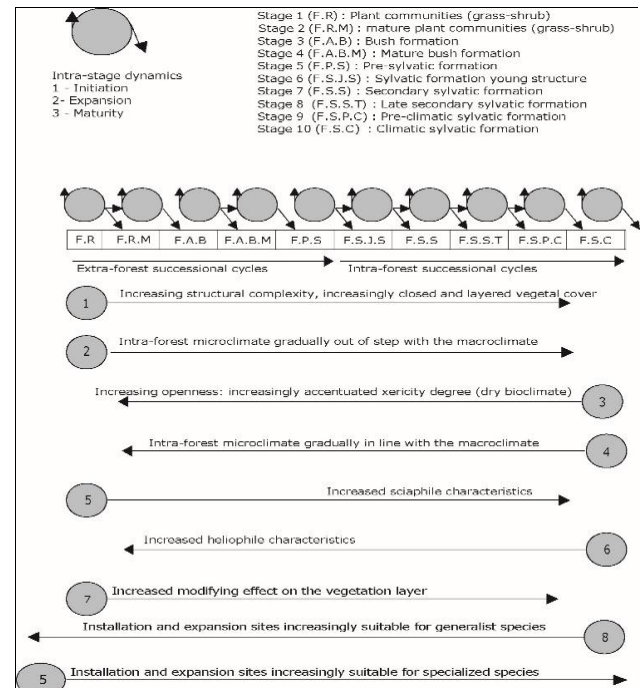 Intra-stage dynamics
1 - Initiation
2- Expansion
3 - Maturity
Stage 1 (F.R) : Plant communities (grass-shrub)
Stage 2 (F.R.M) : mature plant communities (grass-shrub)
Stage 3 (F.A.B) : Bush formation
Stage 4 (F.A.B.M) : Mature bush formation
Stage 5 (F.P.S) : Pre-sylvatic formation
Stage 6 (F.S.J.S) : Sylvatic formation young structure
Stage 7 (F.S.S) : Secondary sylvatic formation
Stage 8 (F.S.S.T) : Late secondary sylvatic formation
Stage 9 (F.S.P.C) : Pre-climatic sylvatic formation
Stage 10 (F.S.C) : Climatic sylvatic formation
F.R F.R.M F.A.B F.A.B.M F.P.S F.S.J.S F.S.S F.S.S.T F.S.P.C F.S.C
Extra-forest successional cycles Intra-forest successional cycles
1 Increasing structural complexity, increasingly closed and layered vegetal cover
2 Intra-forest microclimate gradually out of step with the macroclimate
Increasing openness: increasingly accentuated xericity degree (dry bioclimate) 3
Intra-forest microclimate gradually in line with the macroclimate 4
5 Increased sciaphile characteristics
Increased heliophile characteristics 6
7 Increased modifying effect on the vegetation layer
Installation and expansion sites increasingly suitable for generalist species 8
5 Installation and expansion sites increasingly suitable for specialized species